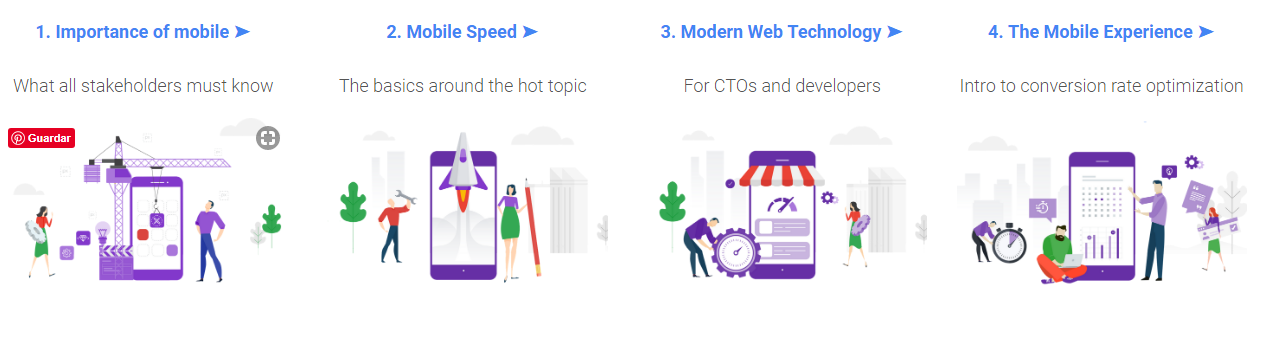 1. Importance of mobile ➤
What all stakeholders must know
Guardar
2. Mobile Speed ➤
The basics around the hot topic
3. Modern Web Technology ➤
For CTOs and developers
4. The Mobile Experience ➤
Intro to conversion rate optimization